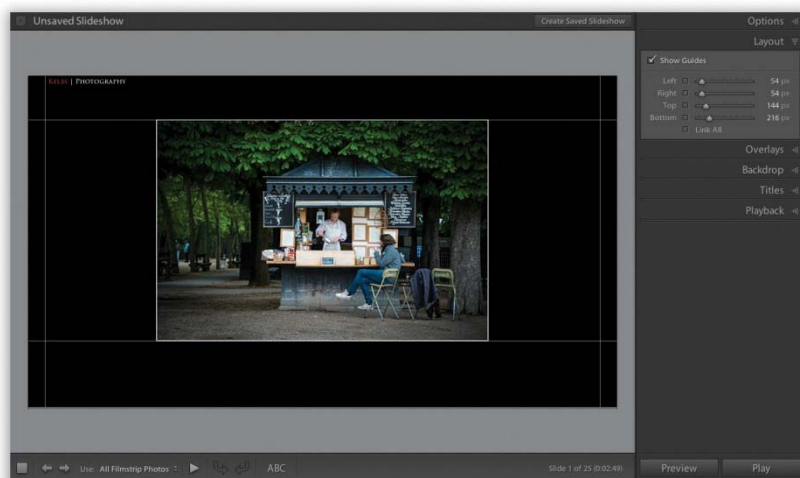 Unsaved Slideshow
Create Saved Slideshow
Options
Layout
Show Guides
Left 54 px
Right 54 px
Top 144 px
Bottom 216 px
Link All
Overlays
Backdrop
Titles
Playback
KELBY | PHOTOGRAPHY
Use: All Filmstrip Photos
ABC
Slide 1 of 25 (0:02:49)
Preview
Play